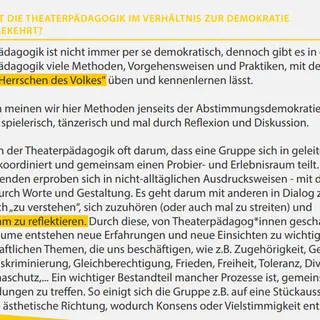 T DIE THEATERPÄDAGOGIK IM VERHÄLTNIS ZUR DEMOKRATIE
EKEHRT?
ädagogik ist nicht immer per se demokratisch, dennoch gibt es in
ädagogik viele Methoden, Vorgehensweisen und Praktiken, mit de
Herrschen des Volkes“ üben und kennenlernen lässt.
meinen wir hier Methoden jenseits der Abstimmungsdemokratie
spielerisch, tänzerisch und mal durch Reflexion und Diskussion.
n der Theaterpädagogik oft darum, dass eine Gruppe sich in geleit
koordiniert und gemeinsam einen Probier- und Erlebnisraum teilt.
enden erproben sich in nicht-alltäglichen Ausdrucksweisen - mit d
urch Worte und Gestaltung. Es geht darum mit anderen in Dialog z
ch „zu verstehen“, sich zuzuhören (oder auch mal zu streiten) und
am zu reflektieren. Durch diese, von Theaterpädagog*innen gescha
ume entstehen neue Erfahrungen und neue Einsichten zu wichtig
aftlichen Themen, die uns beschäftigen, wie z.B. Zugehörigkeit, Ge
skriminierung, Gleichberechtigung, Frieden, Freiheit, Toleranz, Div
aschutz,... Ein wichtiger Bestandteil mancher Prozesse ist, gemeins
dungen zu treffen. So einigt sich die Gruppe z.B. auf eine Stückauss
ästhetische Richtung, wodurch Konsens oder Vielstimmigkeit ent